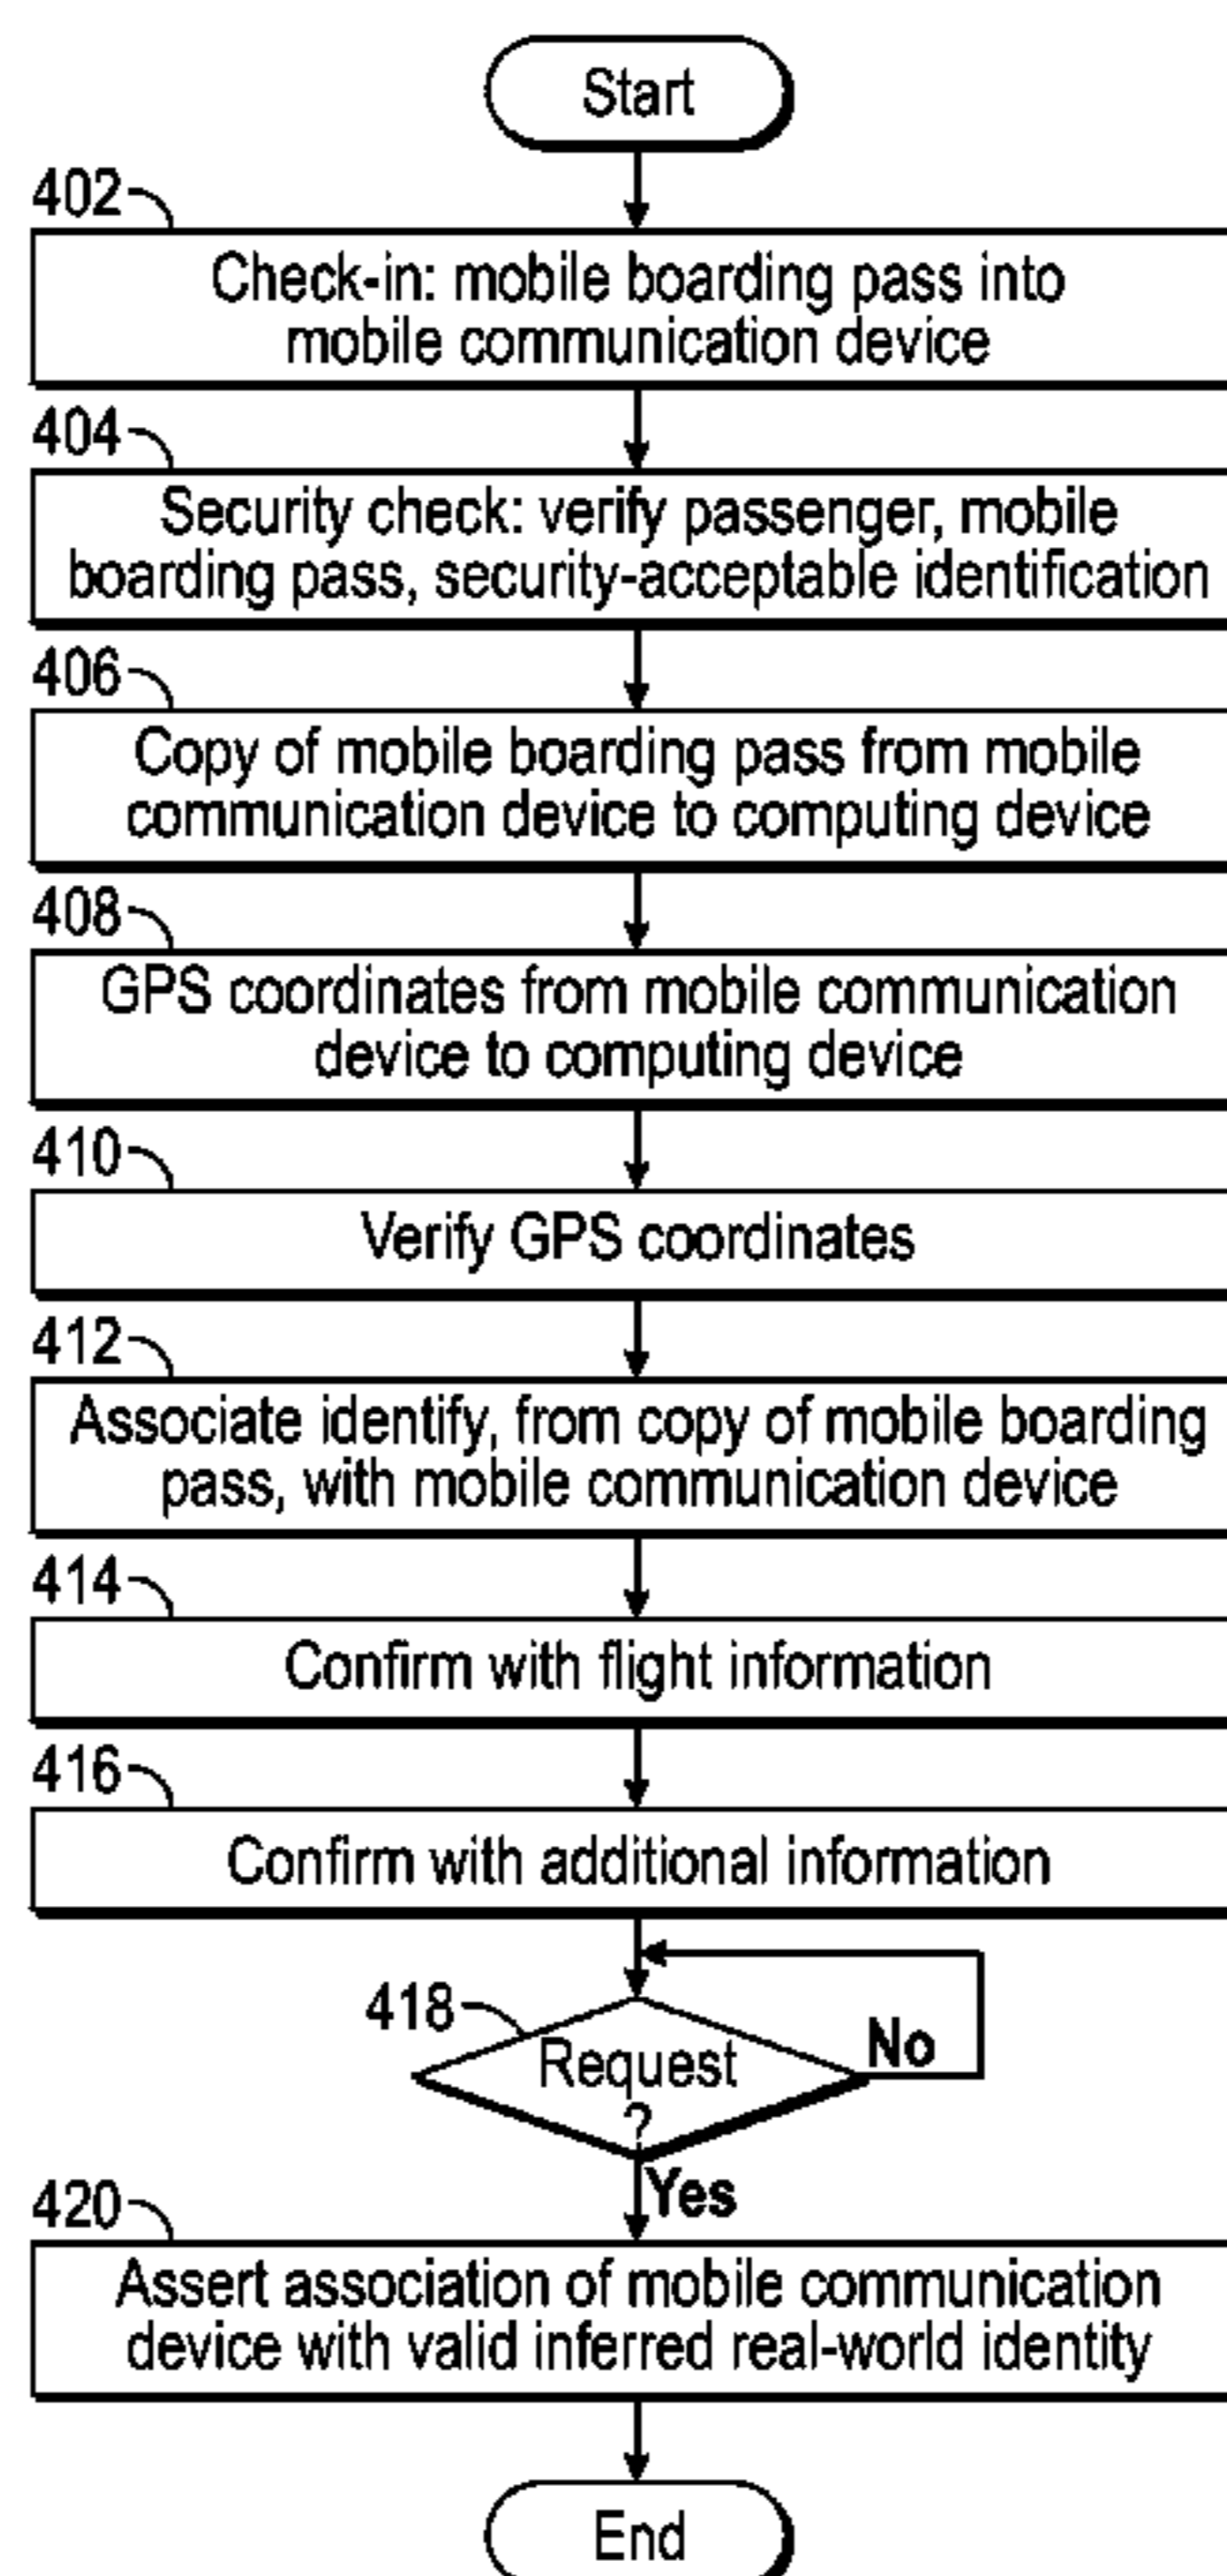 Start
402
Check-in: mobile boarding pass into
mobile communication device
404
Security check: verify passenger, mobile
boarding pass, security-acceptable identification
406
Copy of mobile boarding pass from mobile
communication device to computing device
408
GPS coordinates from mobile communication
device to computing device
410
Verify GPS coordinates
412
Associate identify, from copy of mobile boarding
pass, with mobile communication device
414
Confirm with flight information
416
Confirm with additional information
418
Request
?
No
Yes
420
Assert association of mobile communication
device with valid inferred real-world identity
End